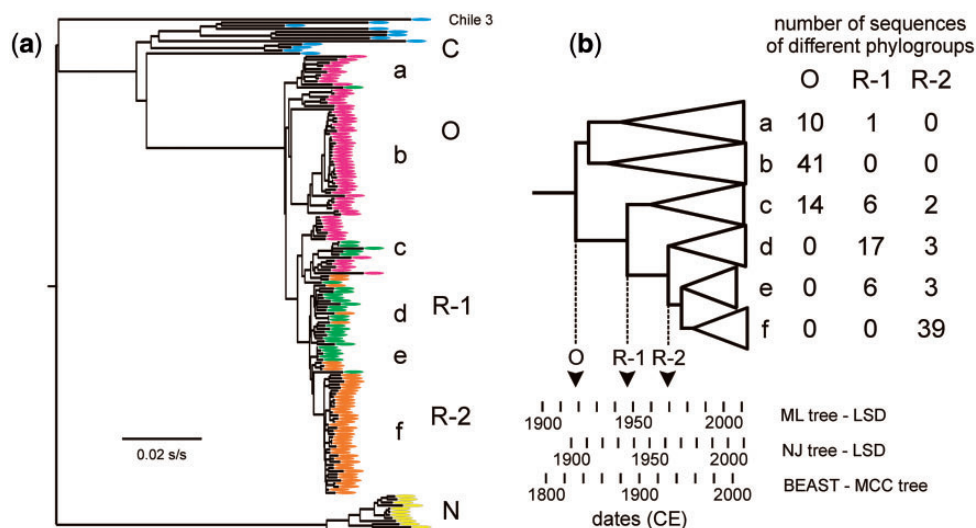 (a)
Chile 3
C
a
O
b
c
R-1
d
e
R-2
f
0.02 s/s
N
(b)
number of sequences
of different phylogroups
O R-1 R-2
a 10 1 0
b 41 0 0
c 14 6 2
d 0 17 3
e 0 6 3
f 0 0 39
O R-1 R-2
1900 1950 2000 ML tree - LSD
1900 1950 2000 NJ tree - LSD
1800 1900 2000 BEAST - MCC tree
dates (CE)